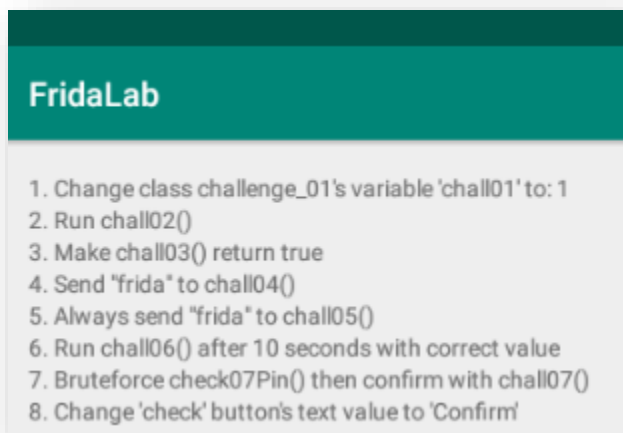 FridaLab
1. Change class challenge_01's variable 'chall01' to: 1
2. Run chall02()
3. Make chall03() return true
4. Send "frida" to chall04()
5. Always send "frida" to chall05()
6. Run chall06() after 10 seconds with correct value
7. Bruteforce check07Pin() then confirm with chall07()
8. Change 'check' button's text value to 'Confirm'